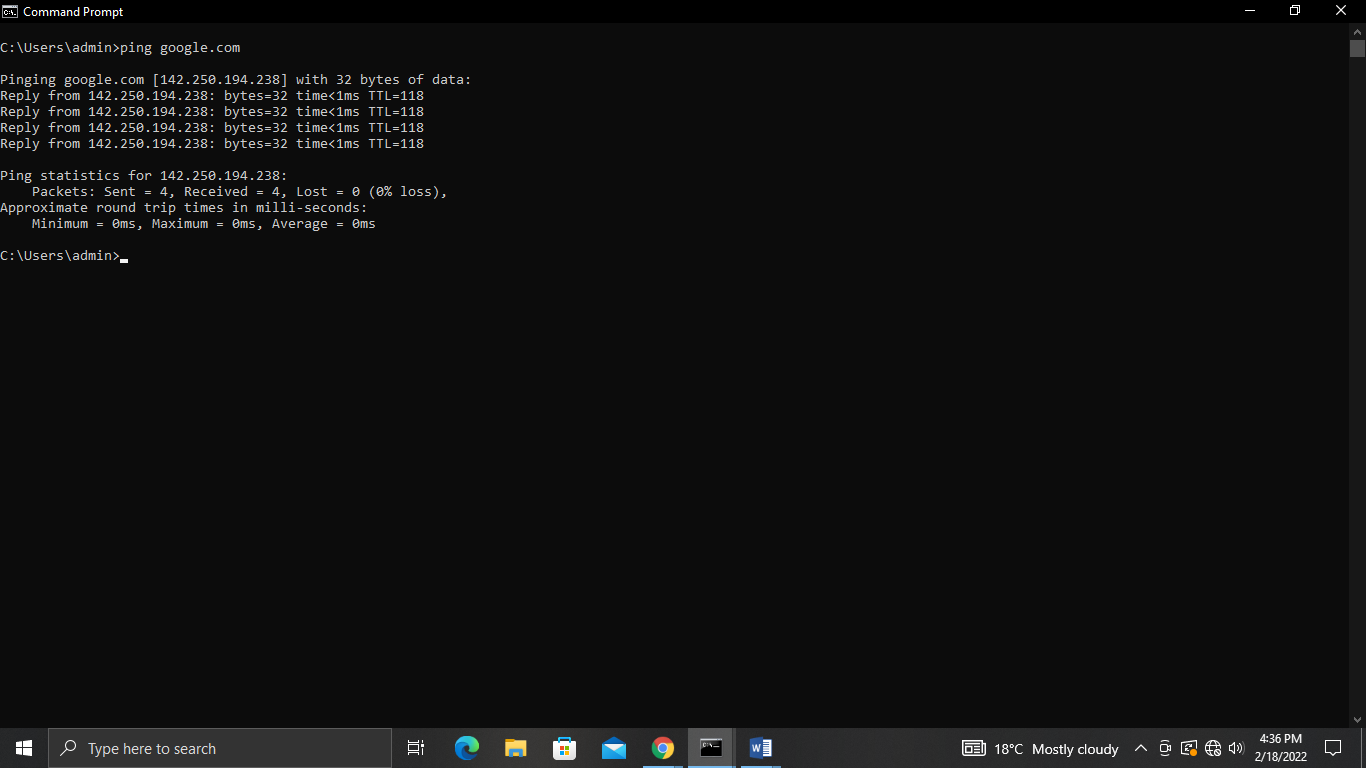 Command Prompt
C:\Users\admin>ping google.com
Pinging google.com [142.250.194.238] with 32 bytes of data:
Reply from 142.250.194.238: bytes=32 time<1ms TTL=118
Reply from 142.250.194.238: bytes=32 time<1ms TTL=118
Reply from 142.250.194.238: bytes=32 time<1ms TTL=118
Reply from 142.250.194.238: bytes=32 time<1ms TTL=118
Ping statistics for 142.250.194.238:
    Packets: Sent = 4, Received = 4, Lost = 0 (0% loss),
Approximate round trip times in milli-seconds:
    Minimum = 0ms, Maximum = 0ms, Average = 0ms
C:\Users\admin>
Type here to search
18°C Mostly cloudy
4:36 PM
2/18/2022